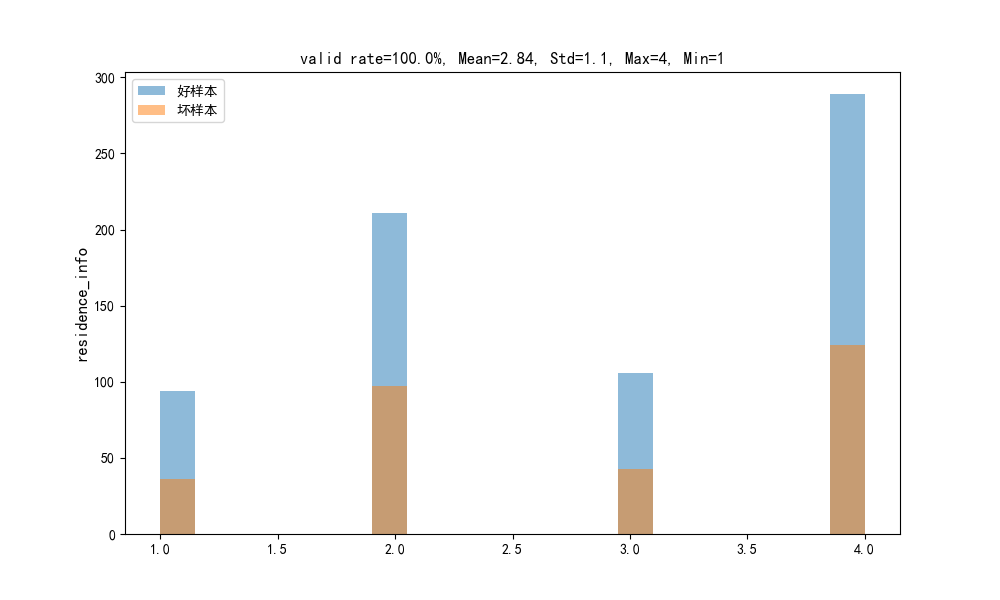 valid rate=100.0%, Mean=2.84, Std=1.1, Max=4, Min=1
好样本
坏样本
residence_info
300
250
200
150
100
50
0
1.0 1.5 2.0 2.5 3.0 3.5 4.0